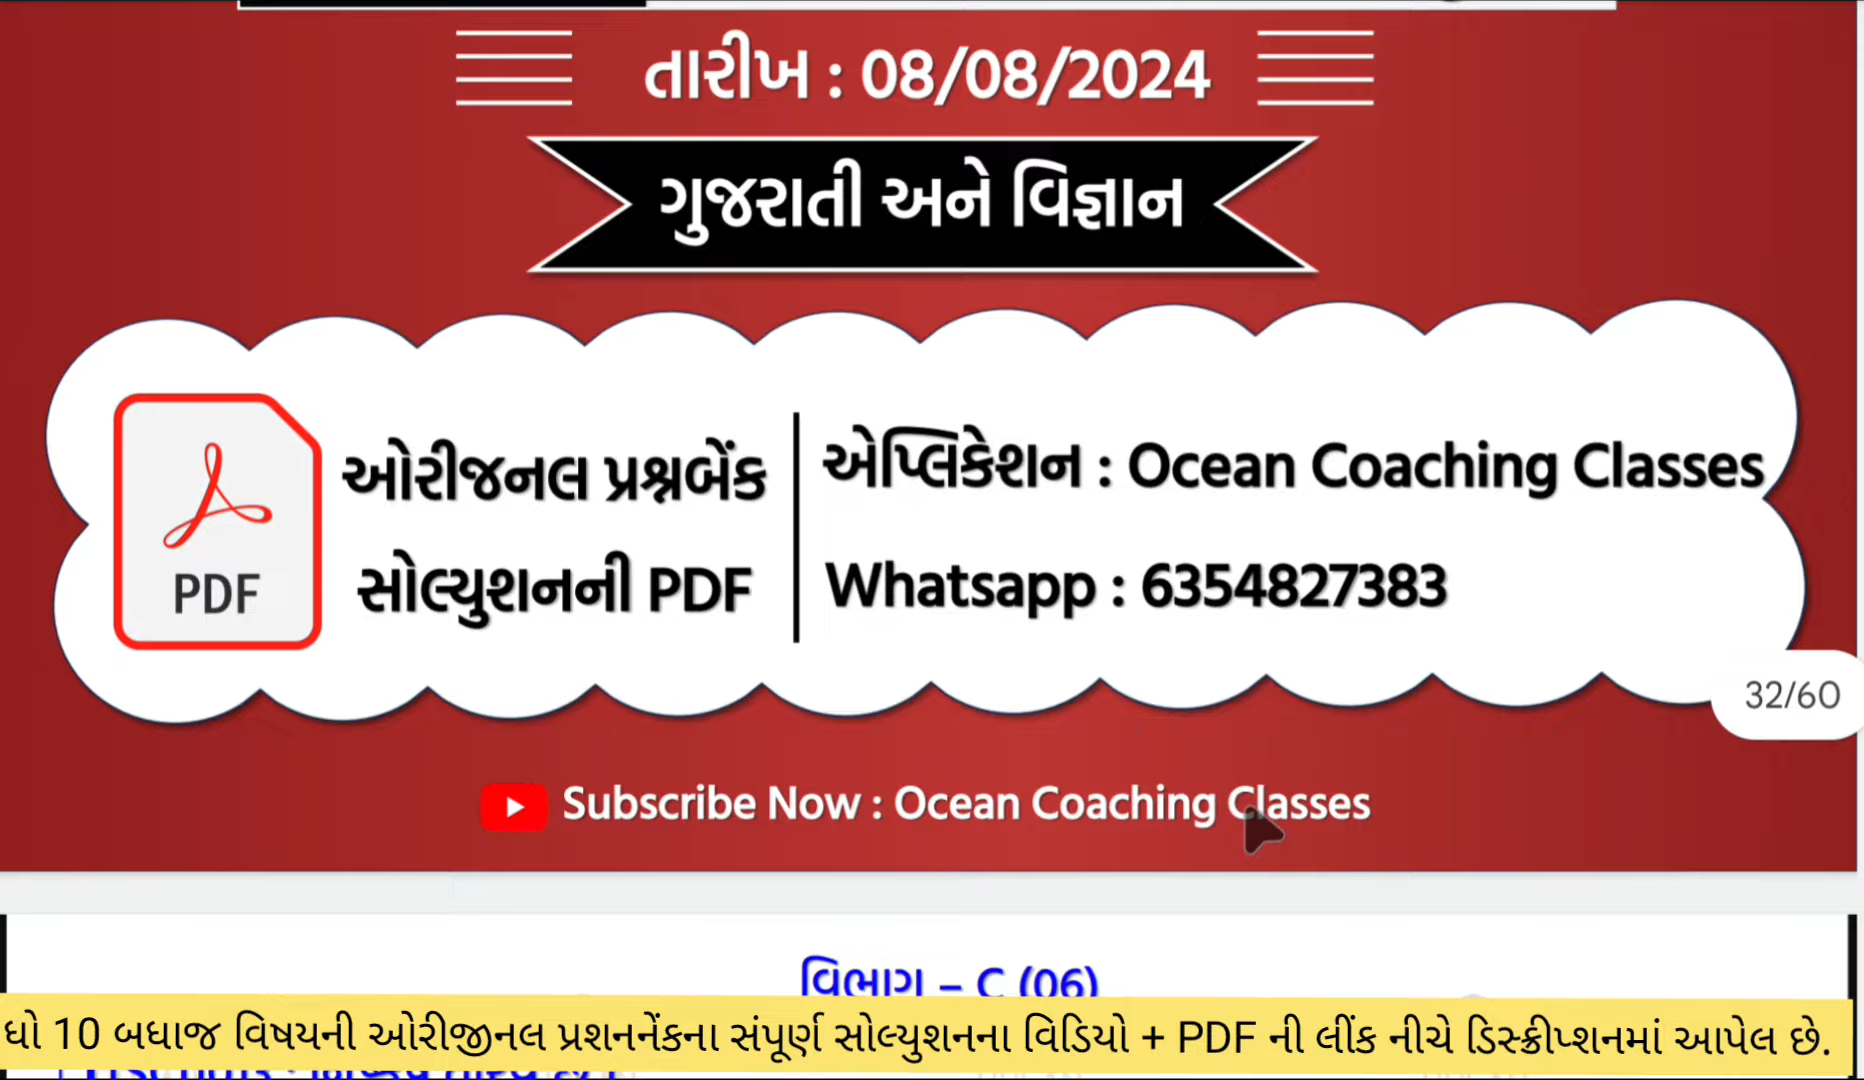 તારીખ : 08/08/2024
ગુજરાતી અને વિજ્ઞાન
ઓરીજનલ પ્રશ્નબેંક
સોલ્યુશનની PDF
PDF
એપ્લિકેશન : Ocean Coaching Classes
Whatsapp : 6354827383
32/60
Subscribe Now : Ocean Coaching Classes
વિભાગ – C (06)
ધો 10 બધાજ વિષયની ઓરીજીનલ પ્રશનનેંકના સંપૂર્ણ સોલ્યુશનના વિડિયો + PDF ની લીંક નીચે ડિસ્ક્રીપ્શનમાં આપેલ છે.